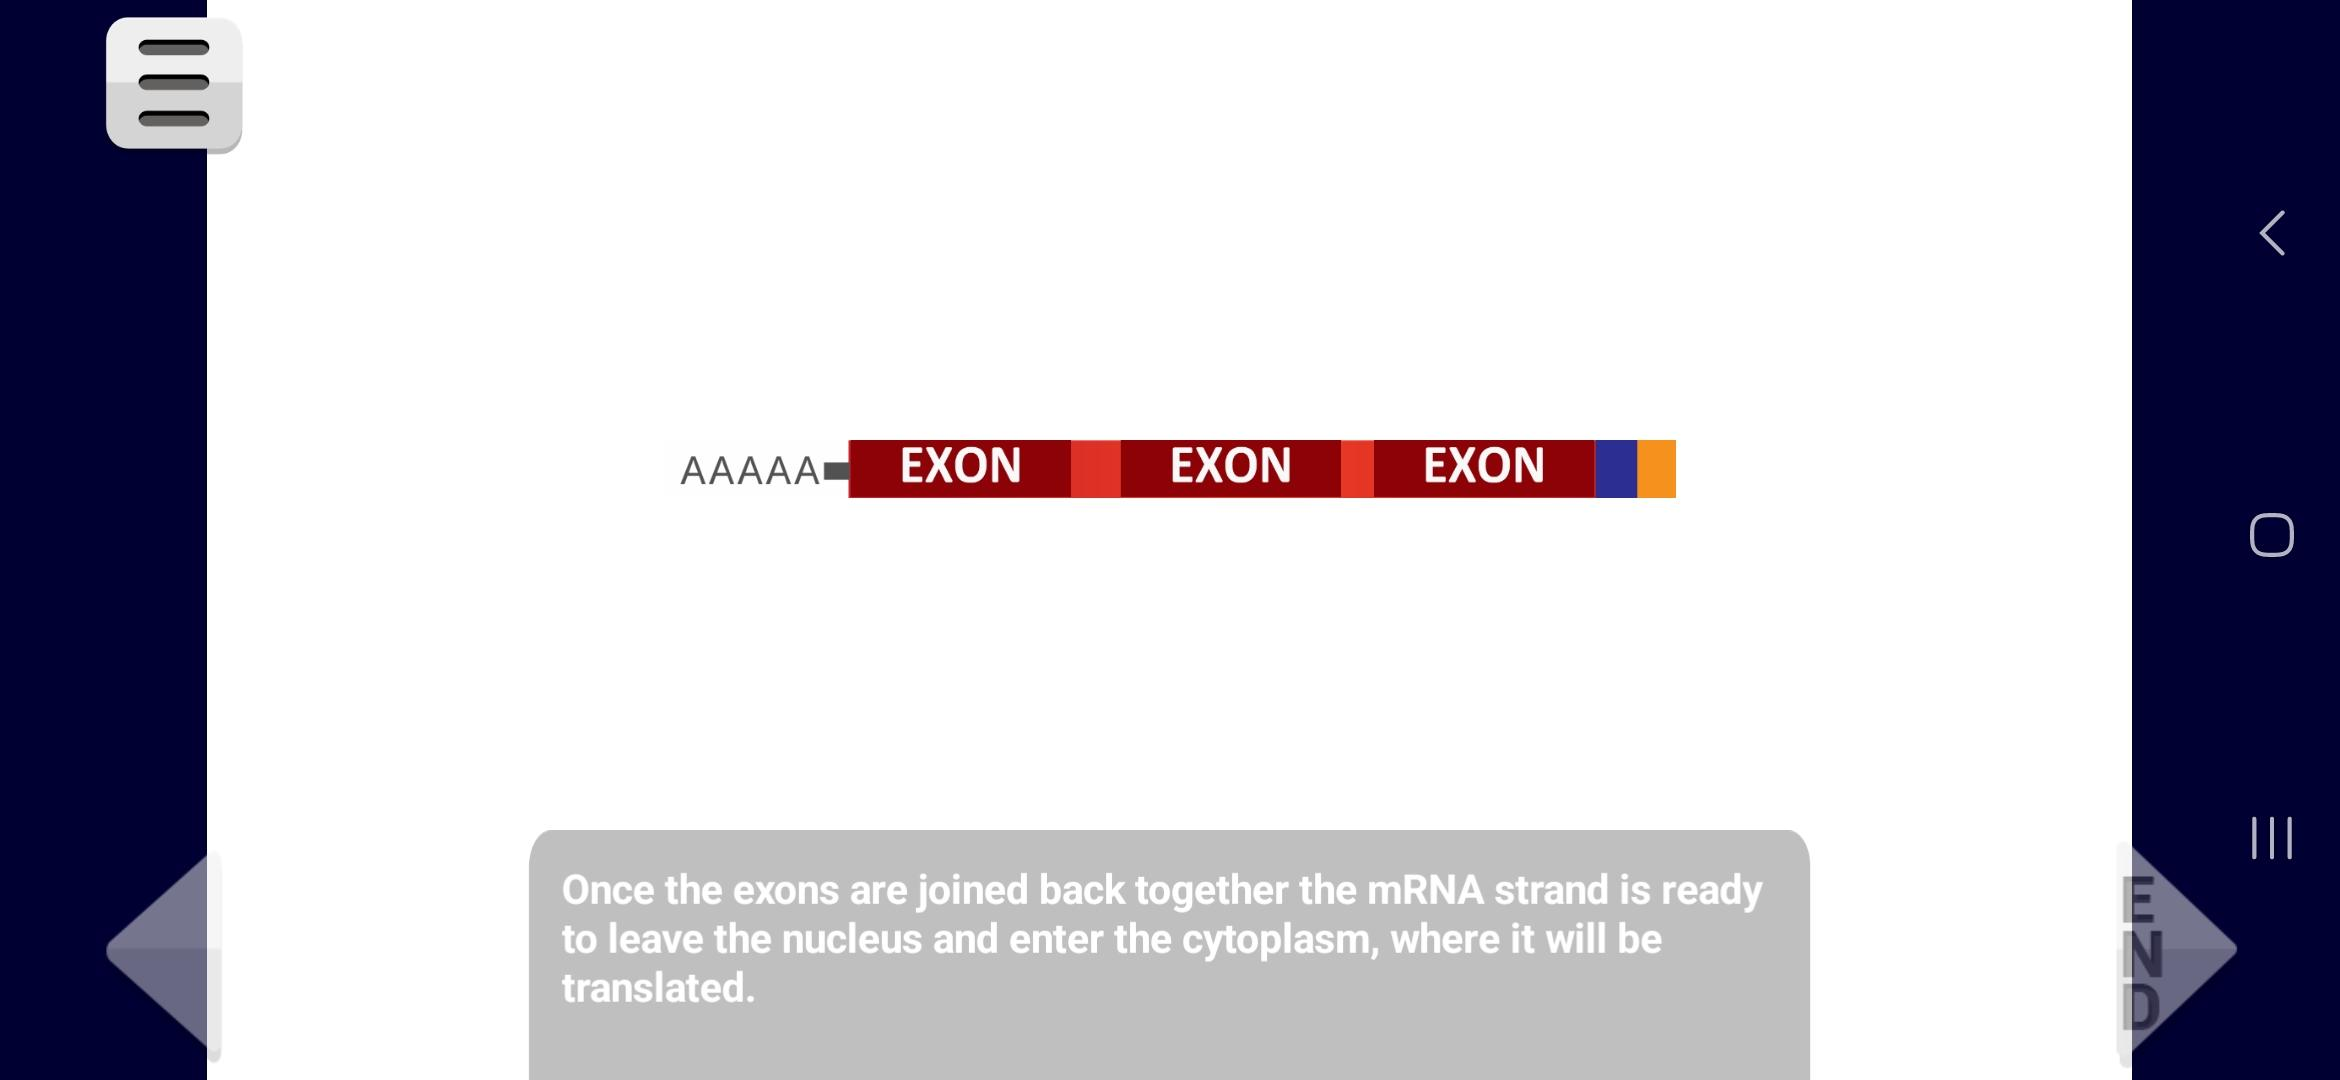 AAAAA EXON EXON EXON
Once the exons are joined back together the mRNA strand is ready
to leave the nucleus and enter the cytoplasm, where it will be
translated.
END